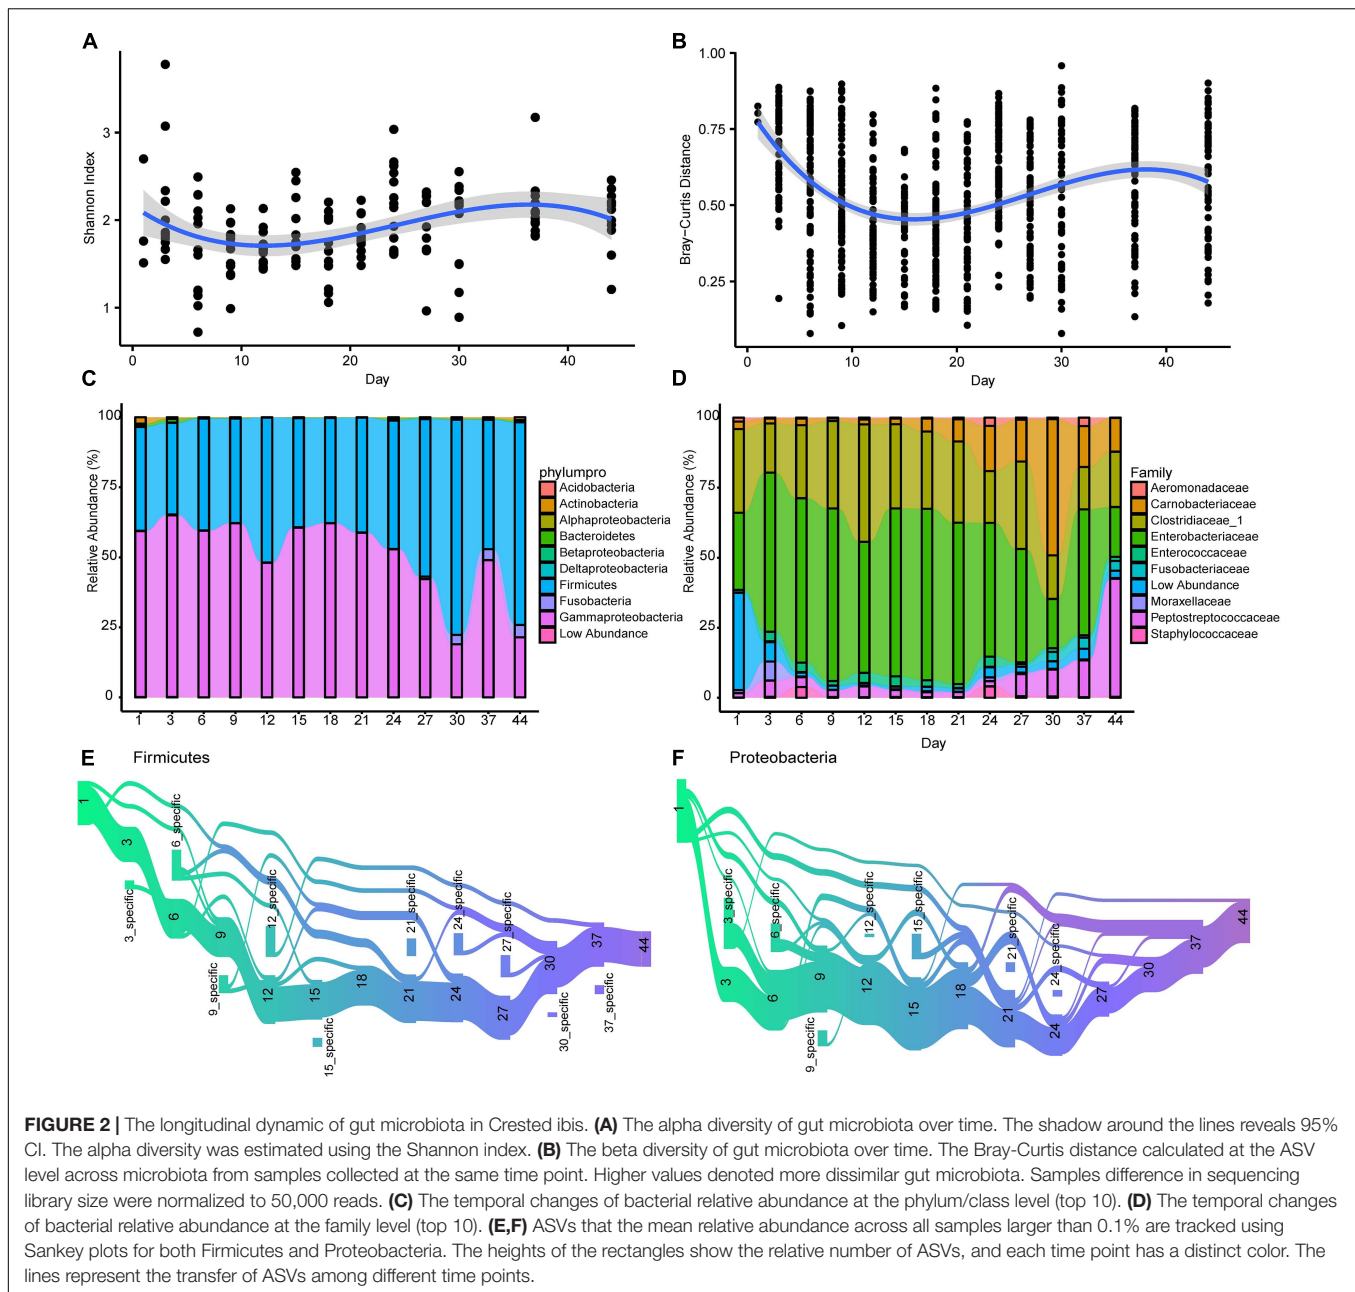 A
B
Shannon Index
3
2
1
0
10
20
30
40
Day
Bray−Curtis Distance
1.00
0.75
0.50
0.25
0
10
20
30
40
Day
C
D
Relative Abundance (%)
100
75
50
25
0
1 3 6 9 12 15 18 21 24 27 30 37 44
phylumpro
Acidobacteria
Actinobacteria
Alphaproteobacteria
Bacteroidetes
Betaproteobacteria
Deltaproteobacteria
Firmicutes
Fusobacteria
Gammaproteobacteria
Low Abundance
Relative Abundance (%)
100
75
50
25
0
1 3 6 9 12 15 18 21 24 27 30 37 44
Day
Family
Aeromonadaceae
Carnobacteriaceae
Clostridiaceae_1
Enterobacteriaceae
Enterococcaceae
Fusobacteriaceae
Low Abundance
Moraxellaceae
Peptostreptococcaceae
Staphylococcaceae
E
Firmicutes
1
3
3_specific
6_specific
6
9
9_specific
12_specific
12
15
15_specific
18
21_specific
21
24_specific
24
27_specific
27
30
30_specific
37
37_specific
44
F
Proteobacteria
1
3_specific
3
6_specific
6
9
9_specific
12_specific
12
15_specific
15
18
21_specific
21
24_specific
24
27
30
37
44
FIGURE 2 | The longitudinal dynamic of gut microbiota in Crested ibis. (A) The alpha diversity of gut microbiota over time. The shadow around the lines reveals 95%
CI. The alpha diversity was estimated using the Shannon index. (B) The beta diversity of gut microbiota over time. The Bray-Curtis distance calculated at the ASV
level across microbiota from samples collected at the same time point. Higher values denoted more dissimilar gut microbiota. Samples difference in sequencing
library size were normalized to 50,000 reads. (C) The temporal changes of bacterial relative abundance at the phylum/class level (top 10). (D) The temporal changes
of bacterial relative abundance at the family level (top 10). (E,F) ASVs that the mean relative abundance across all samples larger than 0.1% are tracked using
Sankey plots for both Firmicutes and Proteobacteria. The heights of the rectangles show the relative number of ASVs, and each time point has a distinct color. The
lines represent the transfer of ASVs among different time points.